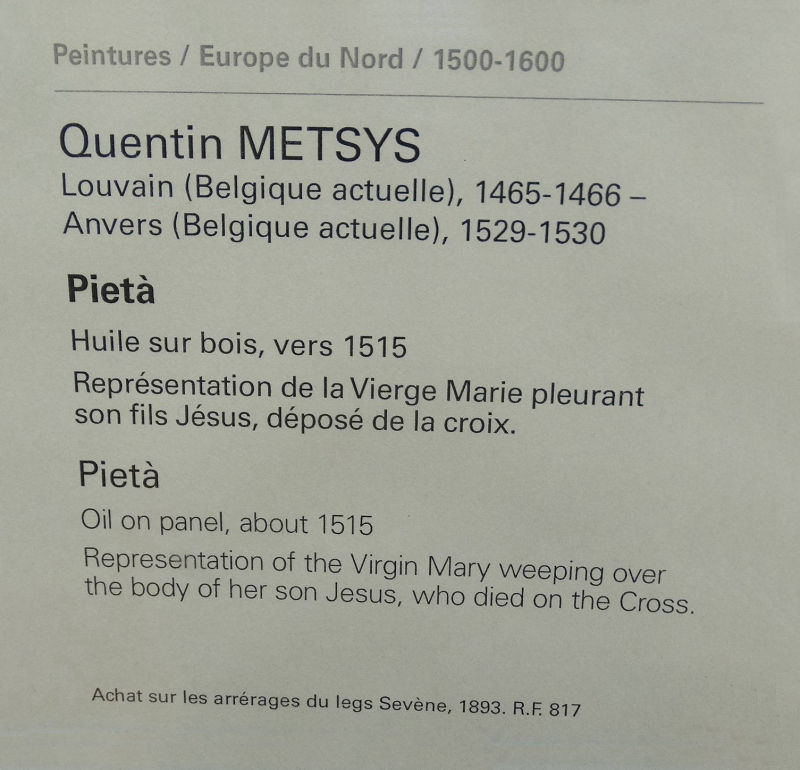 Peintures / Europe du Nord / 1500-1600
Quentin METSYS
Louvain (Belgique actuelle), 1465-1466 –
Anvers (Belgique actuelle), 1529-1530
Pietà
Huile sur bois, vers 1515
Représentation de la Vierge Marie pleurant
son fils Jésus, déposé de la croix.
Pietà
Oil on panel, about 1515
Representation of the Virgin Mary weeping over
the body of her son Jesus, who died on the Cross.
Achat sur les arrérages du legs Sevène, 1893. R.F. 817